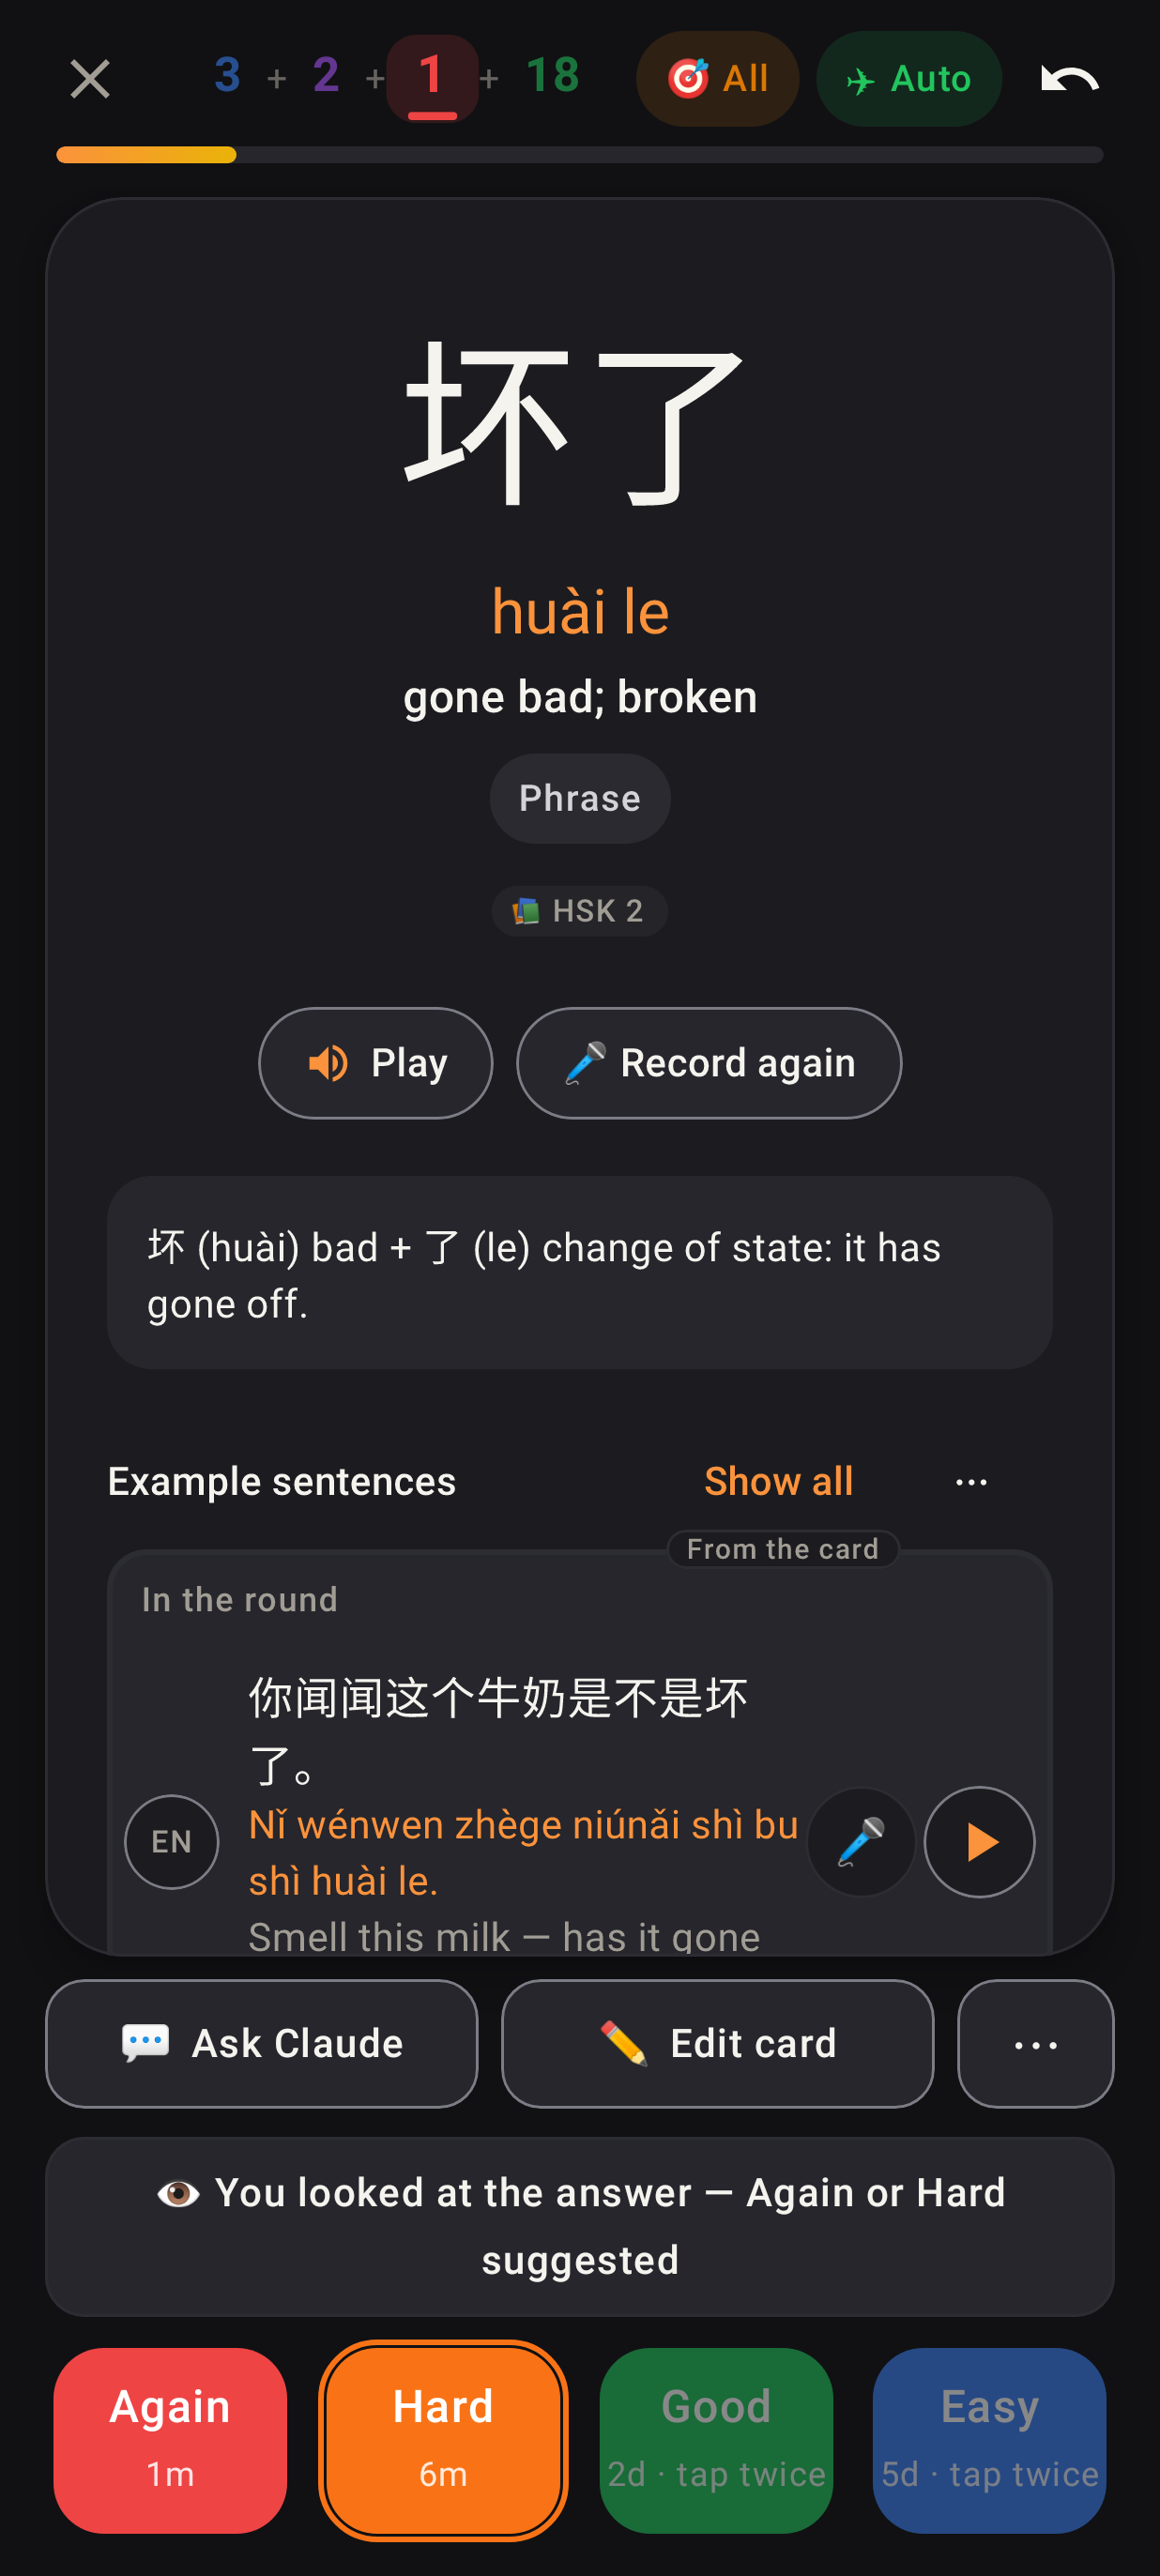 3 + 2 + 1 + 18
All
Auto
坏了
huài le
gone bad; broken
Phrase
HSK 2
Play
Record again
坏 (huài) bad + 了 (le) change of state: it has
gone off.
Example sentences
Show all
...
From the card
In the round
你闻闻这个牛奶是不是坏
了。
EN
Nǐ wénwen zhège niúnǎi shì bu
shì huài le.
Smell this milk — has it gone
Ask Claude
Edit card
...
You looked at the answer — Again or Hard
suggested
Again
1m
Hard
6m
Good
2d · tap twice
Easy
5d · tap twice